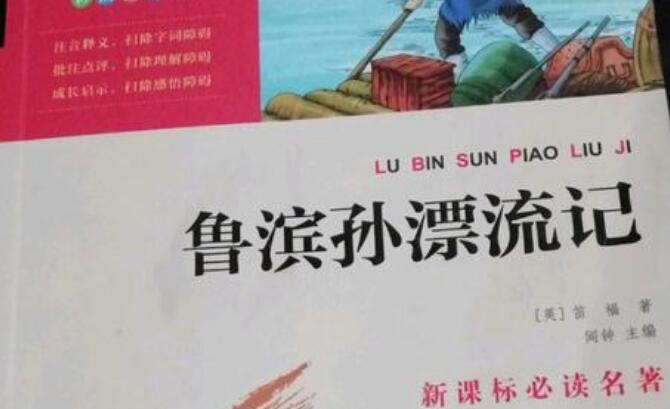 注音释义，扫除字词障碍
批注点评，扫除理解障碍
成长启示，扫除感悟障碍
LU BIN SUN PIAO LIU JI
鲁滨孙漂流记
[英]笛 福 著
闻钟 主编
新课标必读名著